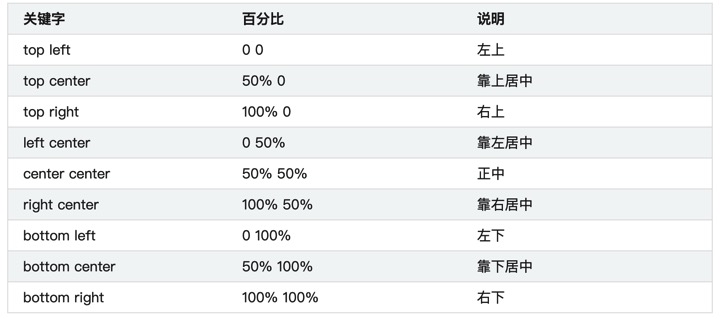 关键字 百分比 说明
top left 0 0 左上
top center 50% 0 靠上居中
top right 100% 0 右上
left center 0 50% 靠左居中
center center 50% 50% 正中
right center 100% 50% 靠右居中
bottom left 0 100% 左下
bottom center 50% 100% 靠下居中
bottom right 100% 100% 右下